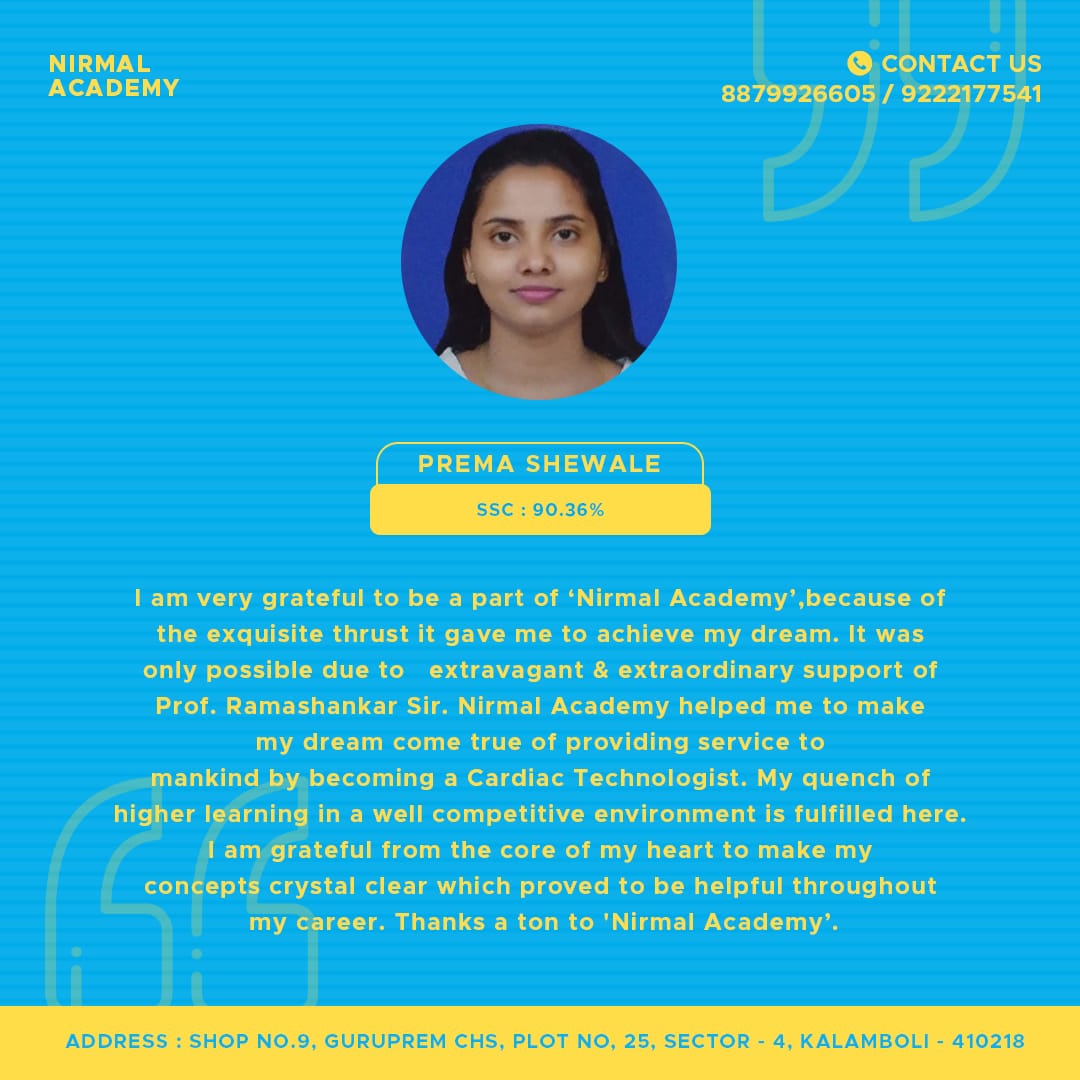 NIRMAL
ACADEMY
CONTACT US
8879926605 / 9222177541
PREMA SHEWALE
SSC : 90.36%
I am very grateful to be a part of ‘Nirmal Academy’,because of
the exquisite thrust it gave me to achieve my dream. It was
only possible due to   extravagant & extraordinary support of
Prof. Ramashankar Sir. Nirmal Academy helped me to make
my dream come true of providing service to
mankind by becoming a Cardiac Technologist. My quench of
higher learning in a well competitive environment is fulfilled here.
I am grateful from the core of my heart to make my
concepts crystal clear which proved to be helpful throughout
my career. Thanks a ton to 'Nirmal Academy’.
ADDRESS : SHOP NO.9, GURUPREM CHS, PLOT NO, 25, SECTOR - 4, KALAMBOLI - 410218